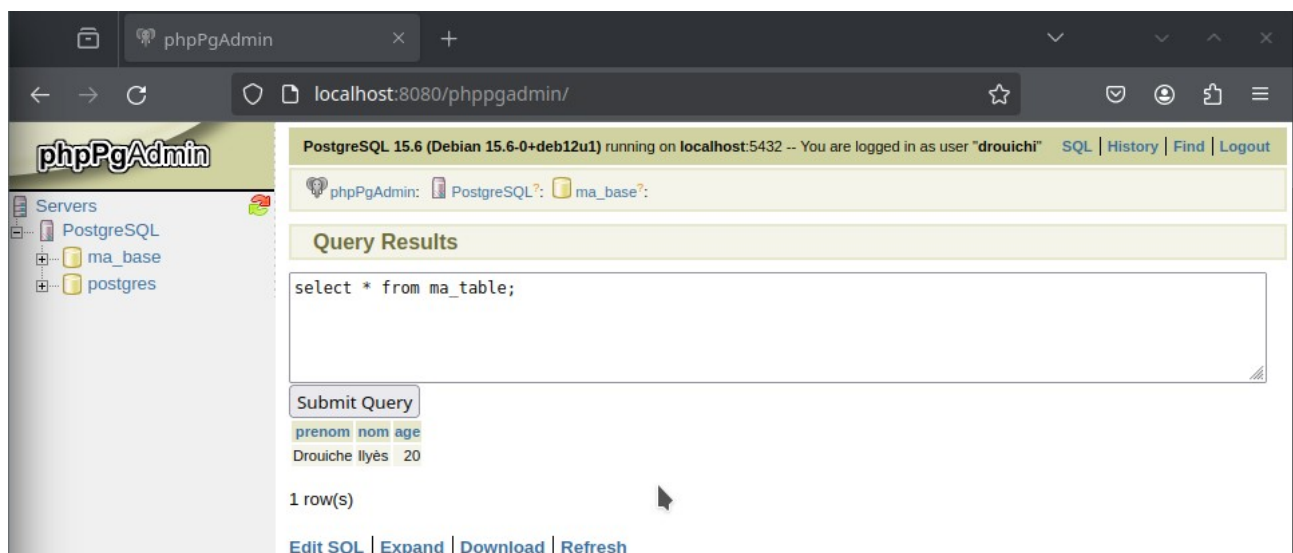 phpPgAdmin
localhost:8080/phppgadmin/
phpPgAdmin
Servers
PostgreSQL
ma_base
postgres
PostgreSQL 15.6 (Debian 15.6-0+deb12u1) running on localhost:5432 -- You are logged in as user "drouichi" SQL | History | Find | Logout
phpPgAdmin: PostgreSQL?: ma_base?:
Query Results
select * from ma_table;
Submit Query
prenom nom age
Drouiche Ilyès 20
1 row(s)
Edit SQL | Expand | Download | Refresh